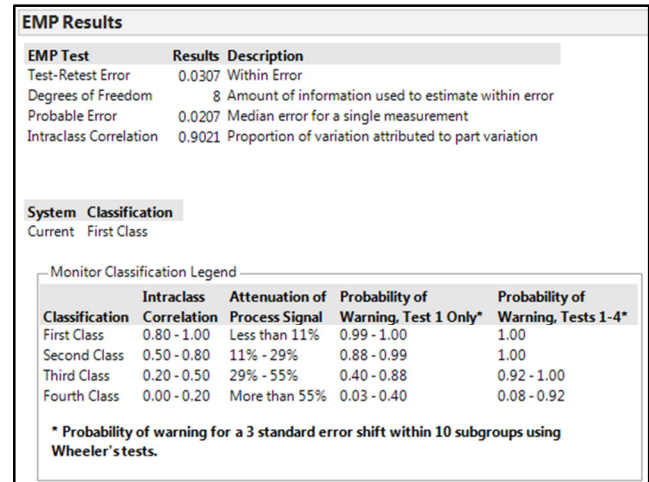 EMP Results
EMP Test Results Description
Test-Retest Error 0.0307 Within Error
Degrees of Freedom 8 Amount of information used to estimate within error
Probable Error 0.0207 Median error for a single measurement
Intraclass Correlation 0.9021 Proportion of variation attributed to part variation
System Classification
Current First Class
Monitor Classification Legend
Intraclass Attenuation of Probability of Probability of
Classification Correlation Process Signal Warning, Test 1 Only* Warning, Tests 1-4*
First Class 0.80 - 1.00 Less than 11% 0.99 - 1.00 1.00
Second Class 0.50 - 0.80 11% - 29% 0.88 - 0.99 1.00
Third Class 0.20 - 0.50 29% - 55% 0.40 - 0.88 0.92 - 1.00
Fourth Class 0.00 - 0.20 More than 55% 0.03 - 0.40 0.08 - 0.92
* Probability of warning for a 3 standard error shift within 10 subgroups using
Wheeler's tests.